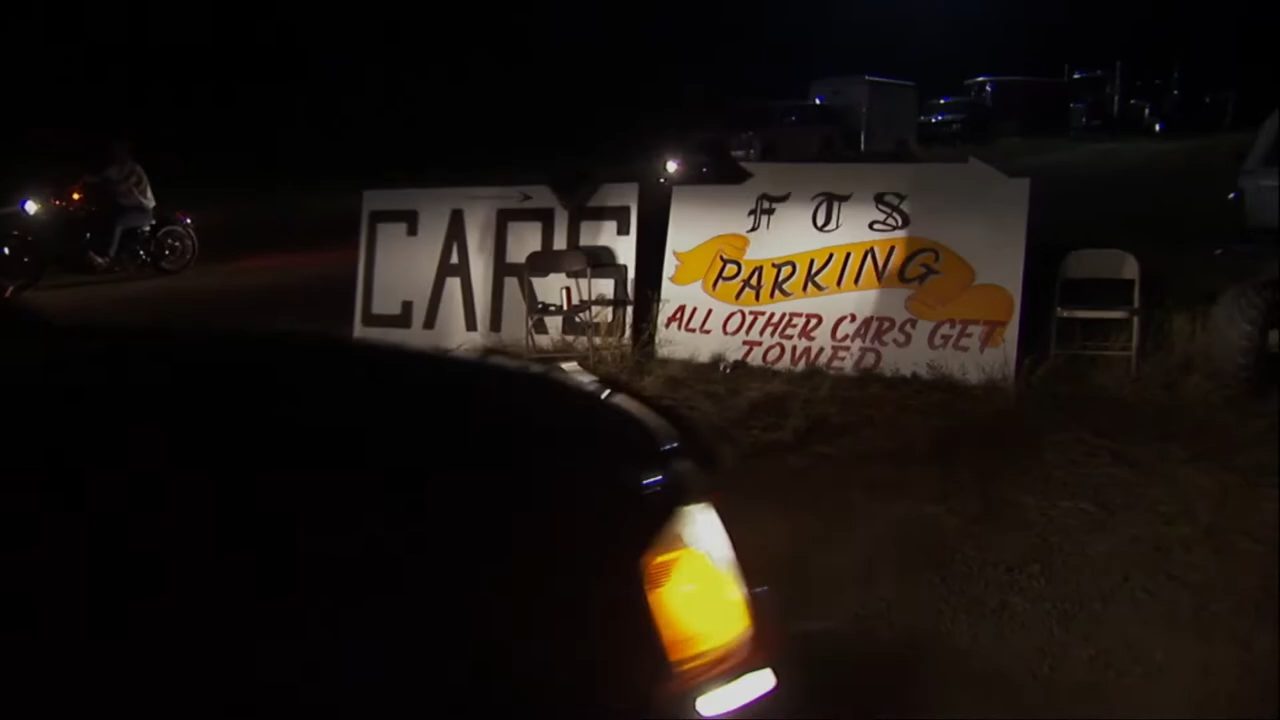 CARS
FTS
PARKING
ALL OTHER CARS GET
TOWED